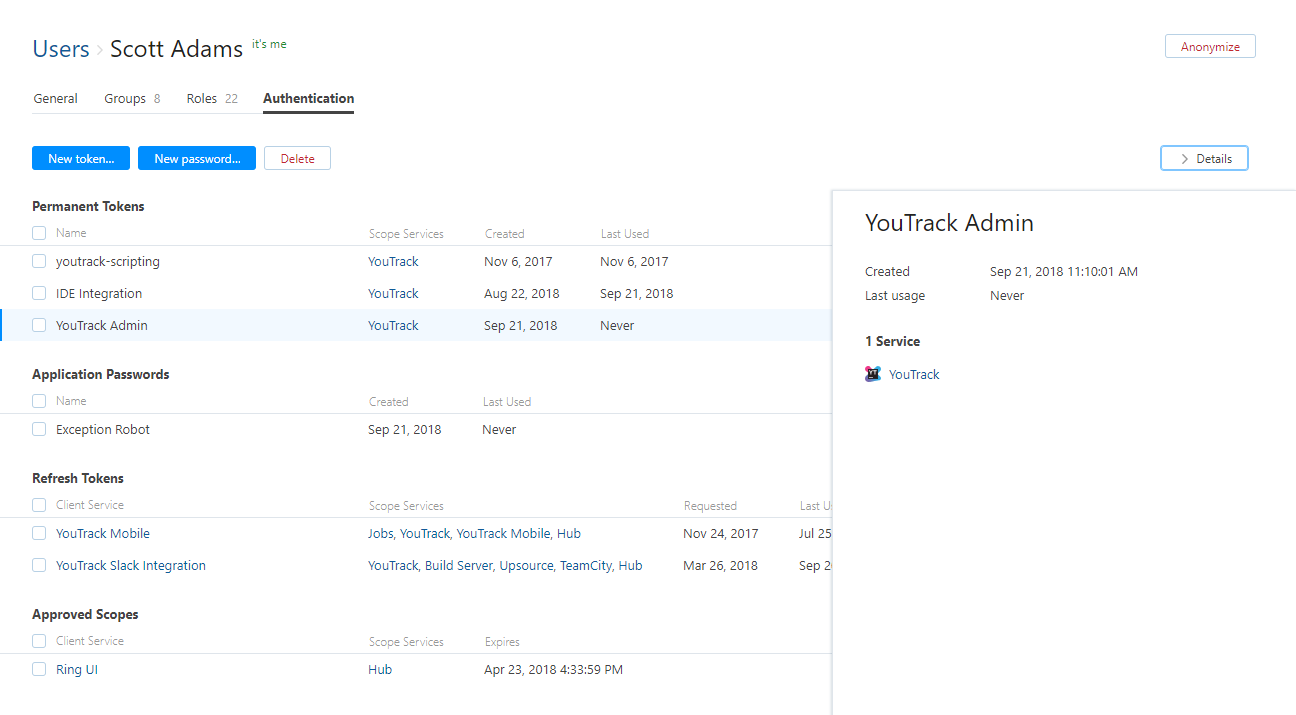 Users › Scott Adams it's me
Anonymize
General Groups 8 Roles 22 Authentication
New token... New password... Delete
Details
Permanent Tokens
Name Scope Services Created Last Used
youtrack-scripting YouTrack Nov 6, 2017 Nov 6, 2017
IDE Integration YouTrack Aug 22, 2018 Sep 21, 2018
YouTrack Admin YouTrack Sep 21, 2018 Never
Application Passwords
Name Created Last Used
Exception Robot Sep 21, 2018 Never
Refresh Tokens
Client Service Scope Services Requested Last
YouTrack Mobile Jobs, YouTrack, YouTrack Mobile, Hub Nov 24, 2017 Jul 25
YouTrack Slack Integration YouTrack, Build Server, Upsource, TeamCity, Hub Mar 26, 2018 Sep
Approved Scopes
Client Service Scope Services Expires
Ring UI Hub Apr 23, 2018 4:33:59 PM
YouTrack Admin
Created Sep 21, 2018 11:10:01 AM
Last usage Never
1 Service
YouTrack